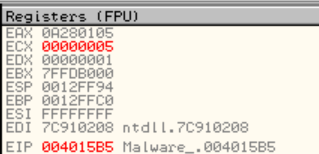 Registers (FPU)
EAX 0A280105
ECX 00000005
EDX 00000001
EBX 7FFDB000
ESP 0012FF94
EBP 0012FFC0
ESI FFFFFFFF
EDI 7C910208 ntdll.7C910208
EIP 004015B5 Malware_.004015B5